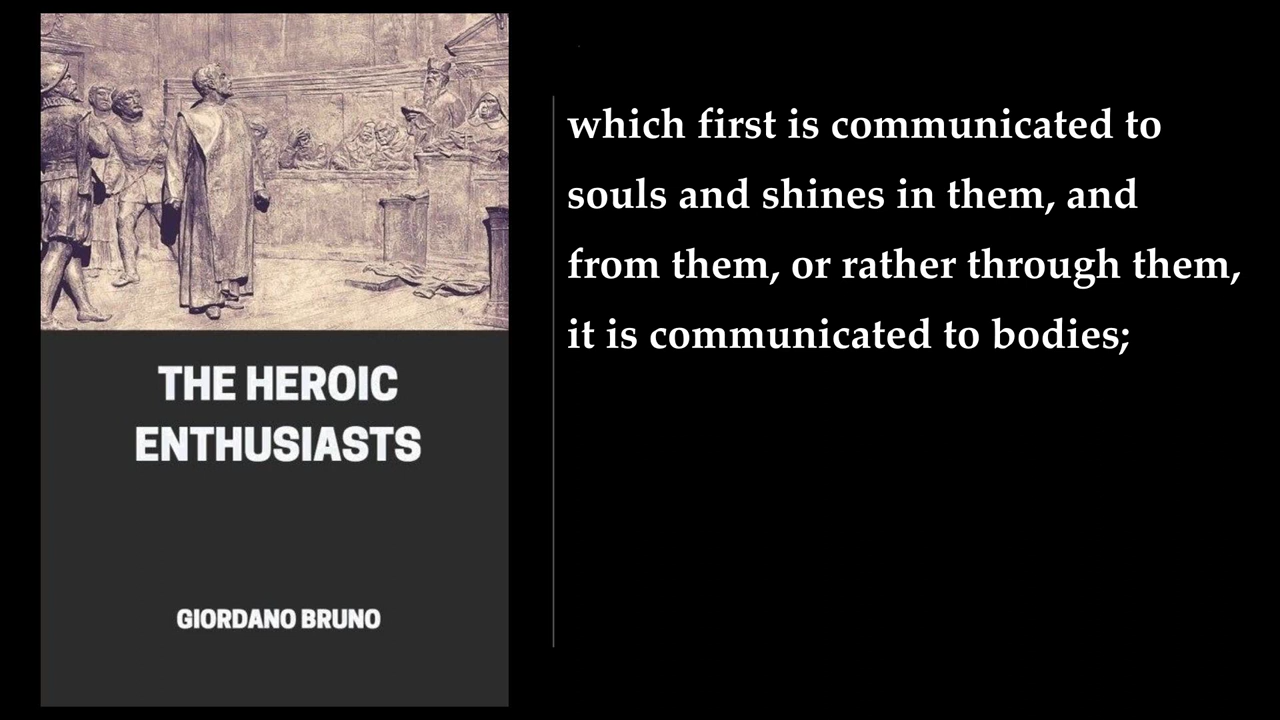 THE HEROIC
ENTHUSIASTS
GIORDANO BRUNO
which first is communicated to
souls and shines in them, and
from them, or rather through them,
it is communicated to bodies;